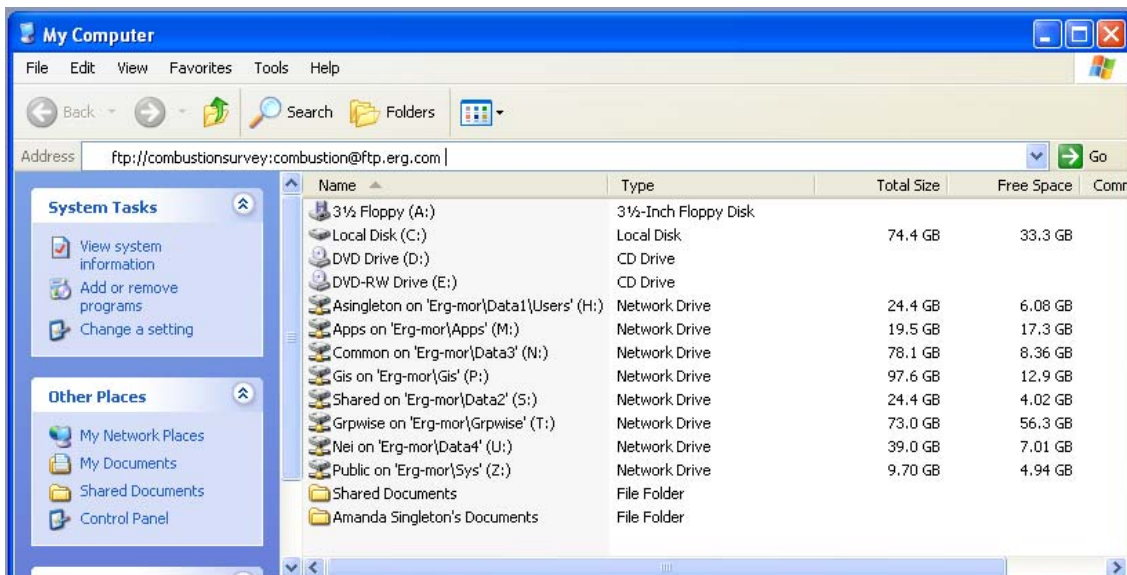 My Computer
File Edit View Favorites Tools Help
Back Search Folders
Address ftp://combustionsurvey:combustion@ftp.erg.com Go
System Tasks
View system
information
Add or remove
programs
Change a setting
Other Places
My Network Places
My Documents
Shared Documents
Control Panel
Name Type Total Size Free Space Comm
3½ Floppy (A:) 3½-Inch Floppy Disk
Local Disk (C:) Local Disk 74.4 GB 33.3 GB
DVD Drive (D:) CD Drive
DVD-RW Drive (E:) CD Drive
Asingleton on 'Erg-mor\Data1\Users' (H:) Network Drive 24.4 GB 6.08 GB
Apps on 'Erg-mor\Apps' (M:) Network Drive 19.5 GB 17.3 GB
Common on 'Erg-mor\Data3' (N:) Network Drive 78.1 GB 8.36 GB
Gis on 'Erg-mor\Gis' (P:) Network Drive 97.6 GB 12.9 GB
Shared on 'Erg-mor\Data2' (S:) Network Drive 24.4 GB 4.02 GB
Grpwise on 'Erg-mor\Grpwise' (T:) Network Drive 73.0 GB 56.3 GB
Nei on 'Erg-mor\Data4' (U:) Network Drive 39.0 GB 7.01 GB
Public on 'Erg-mor\Sys' (Z:) Network Drive 9.70 GB 4.94 GB
Shared Documents File Folder
Amanda Singleton's Documents File Folder